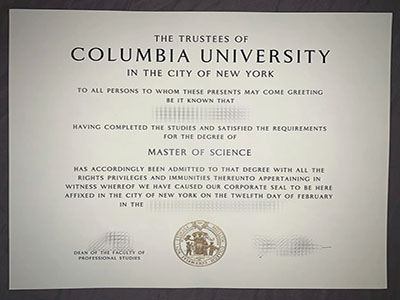 THE TRUSTEES OF
COLUMBIA UNIVERSITY
IN THE CITY OF NEW YORK
TO ALL PERSONS TO WHOM THESE PRESENTS MAY COME GREETING
BE IT KNOWN THAT
HAVING COMPLETED THE STUDIES AND SATISFIED THE REQUIREMENTS
FOR THE DEGREE OF
MASTER OF SCIENCE
HAS ACCORDINGLY BEEN ADMITTED TO THAT DEGREE WITH ALL THE
RIGHTS PRIVILEGES AND IMMUNITIES THEREUNTO APPERTAINING IN
WITNESS WHEREOF WE HAVE CAUSED OUR CORPORATE SEAL TO BE HERE
AFFIXED IN THE CITY OF NEW YORK ON THE TWELFTH DAY OF FEBRUARY
IN THE
DEAN OF THE FACULTY OF
PROFESSIONAL STUDIES